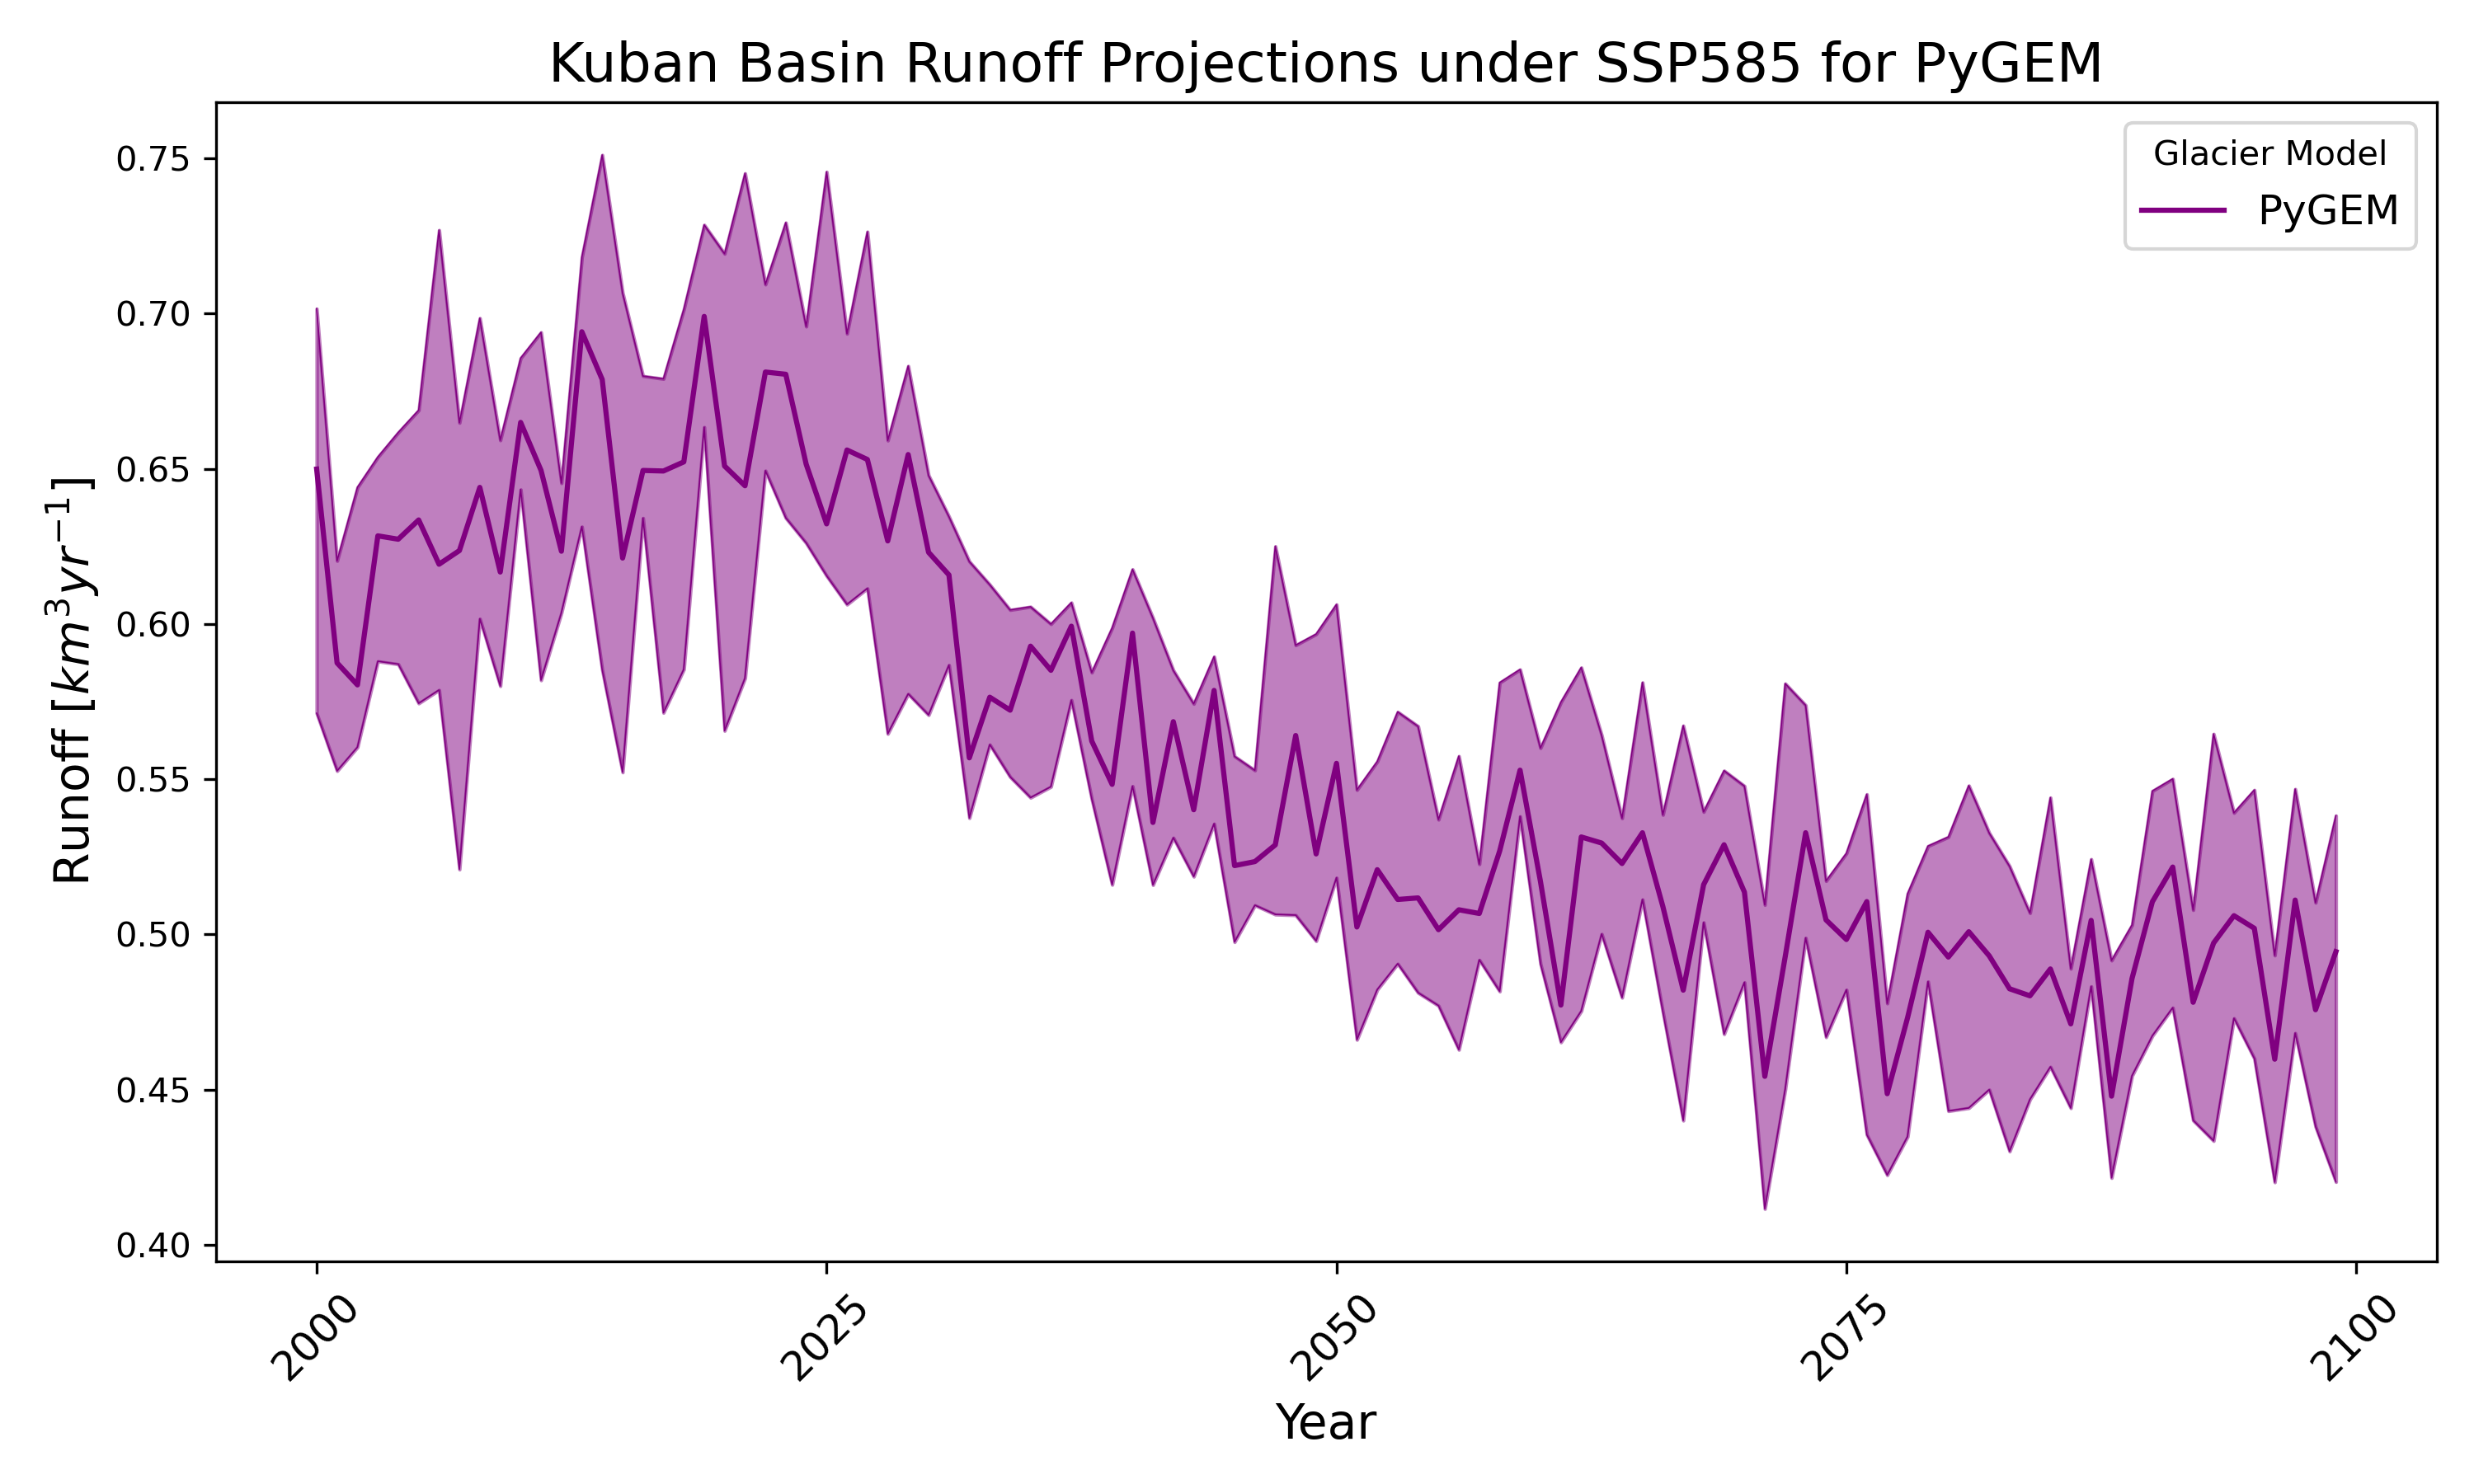 Kuban Basin Runoff Projections under SSP585 for PyGEM
Glacier Model
PyGEM
0.75
0.70
0.65
0.60
0.55
0.50
0.45
0.40
Runoff [km³yr⁻¹]
2000
2025
2050
2075
2100
Year